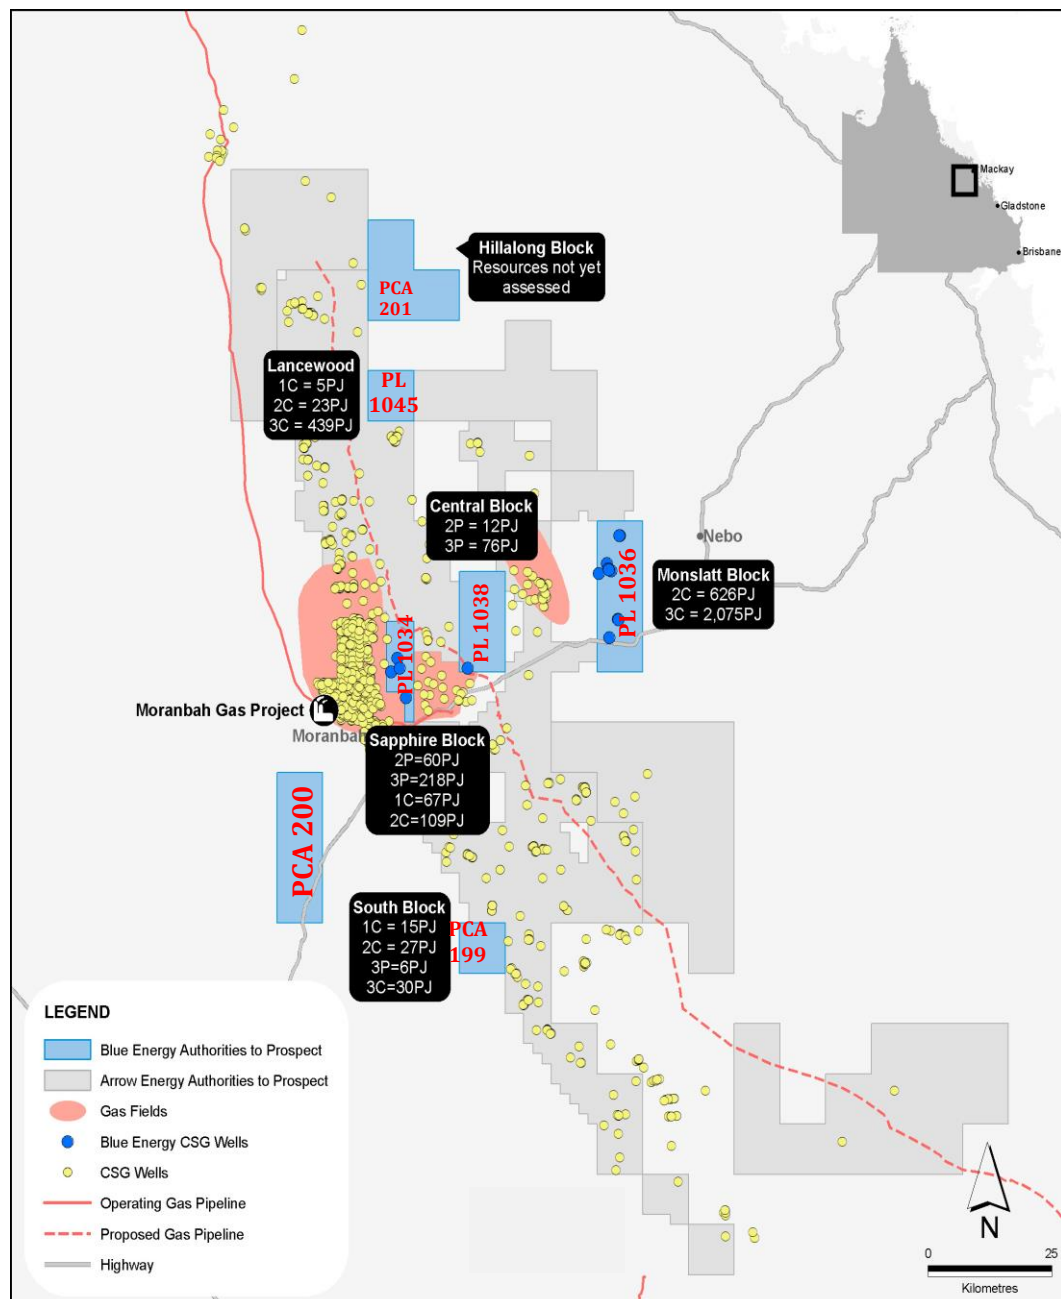 Mackay
Gladstone
Brisbane
Hillalong Block
Resources not yet
assessed
PCA
201
Lancewood
1C = 5PJ
2C = 23PJ
3C = 439PJ
PL
1045
Central Block
2P = 12PJ
3P = 76PJ
Nebo
PL 1036
Monslatt Block
2C = 626PJ
3C = 2,075PJ
PL 1038
PL 1034
Moranbah Gas Project
Moranbah
Sapphire Block
2P=60PJ
3P=218PJ
1C=67PJ
2C=109PJ
PCA 200
South Block
1C = 15PJ
2C = 27PJ
3P=6PJ
3C=30PJ
PCA
199
LEGEND
Blue Energy Authorities to Prospect
Arrow Energy Authorities to Prospect
Gas Fields
Blue Energy CSG Wells
CSG Wells
Operating Gas Pipeline
Proposed Gas Pipeline
Highway
N
0 25
Kilometres